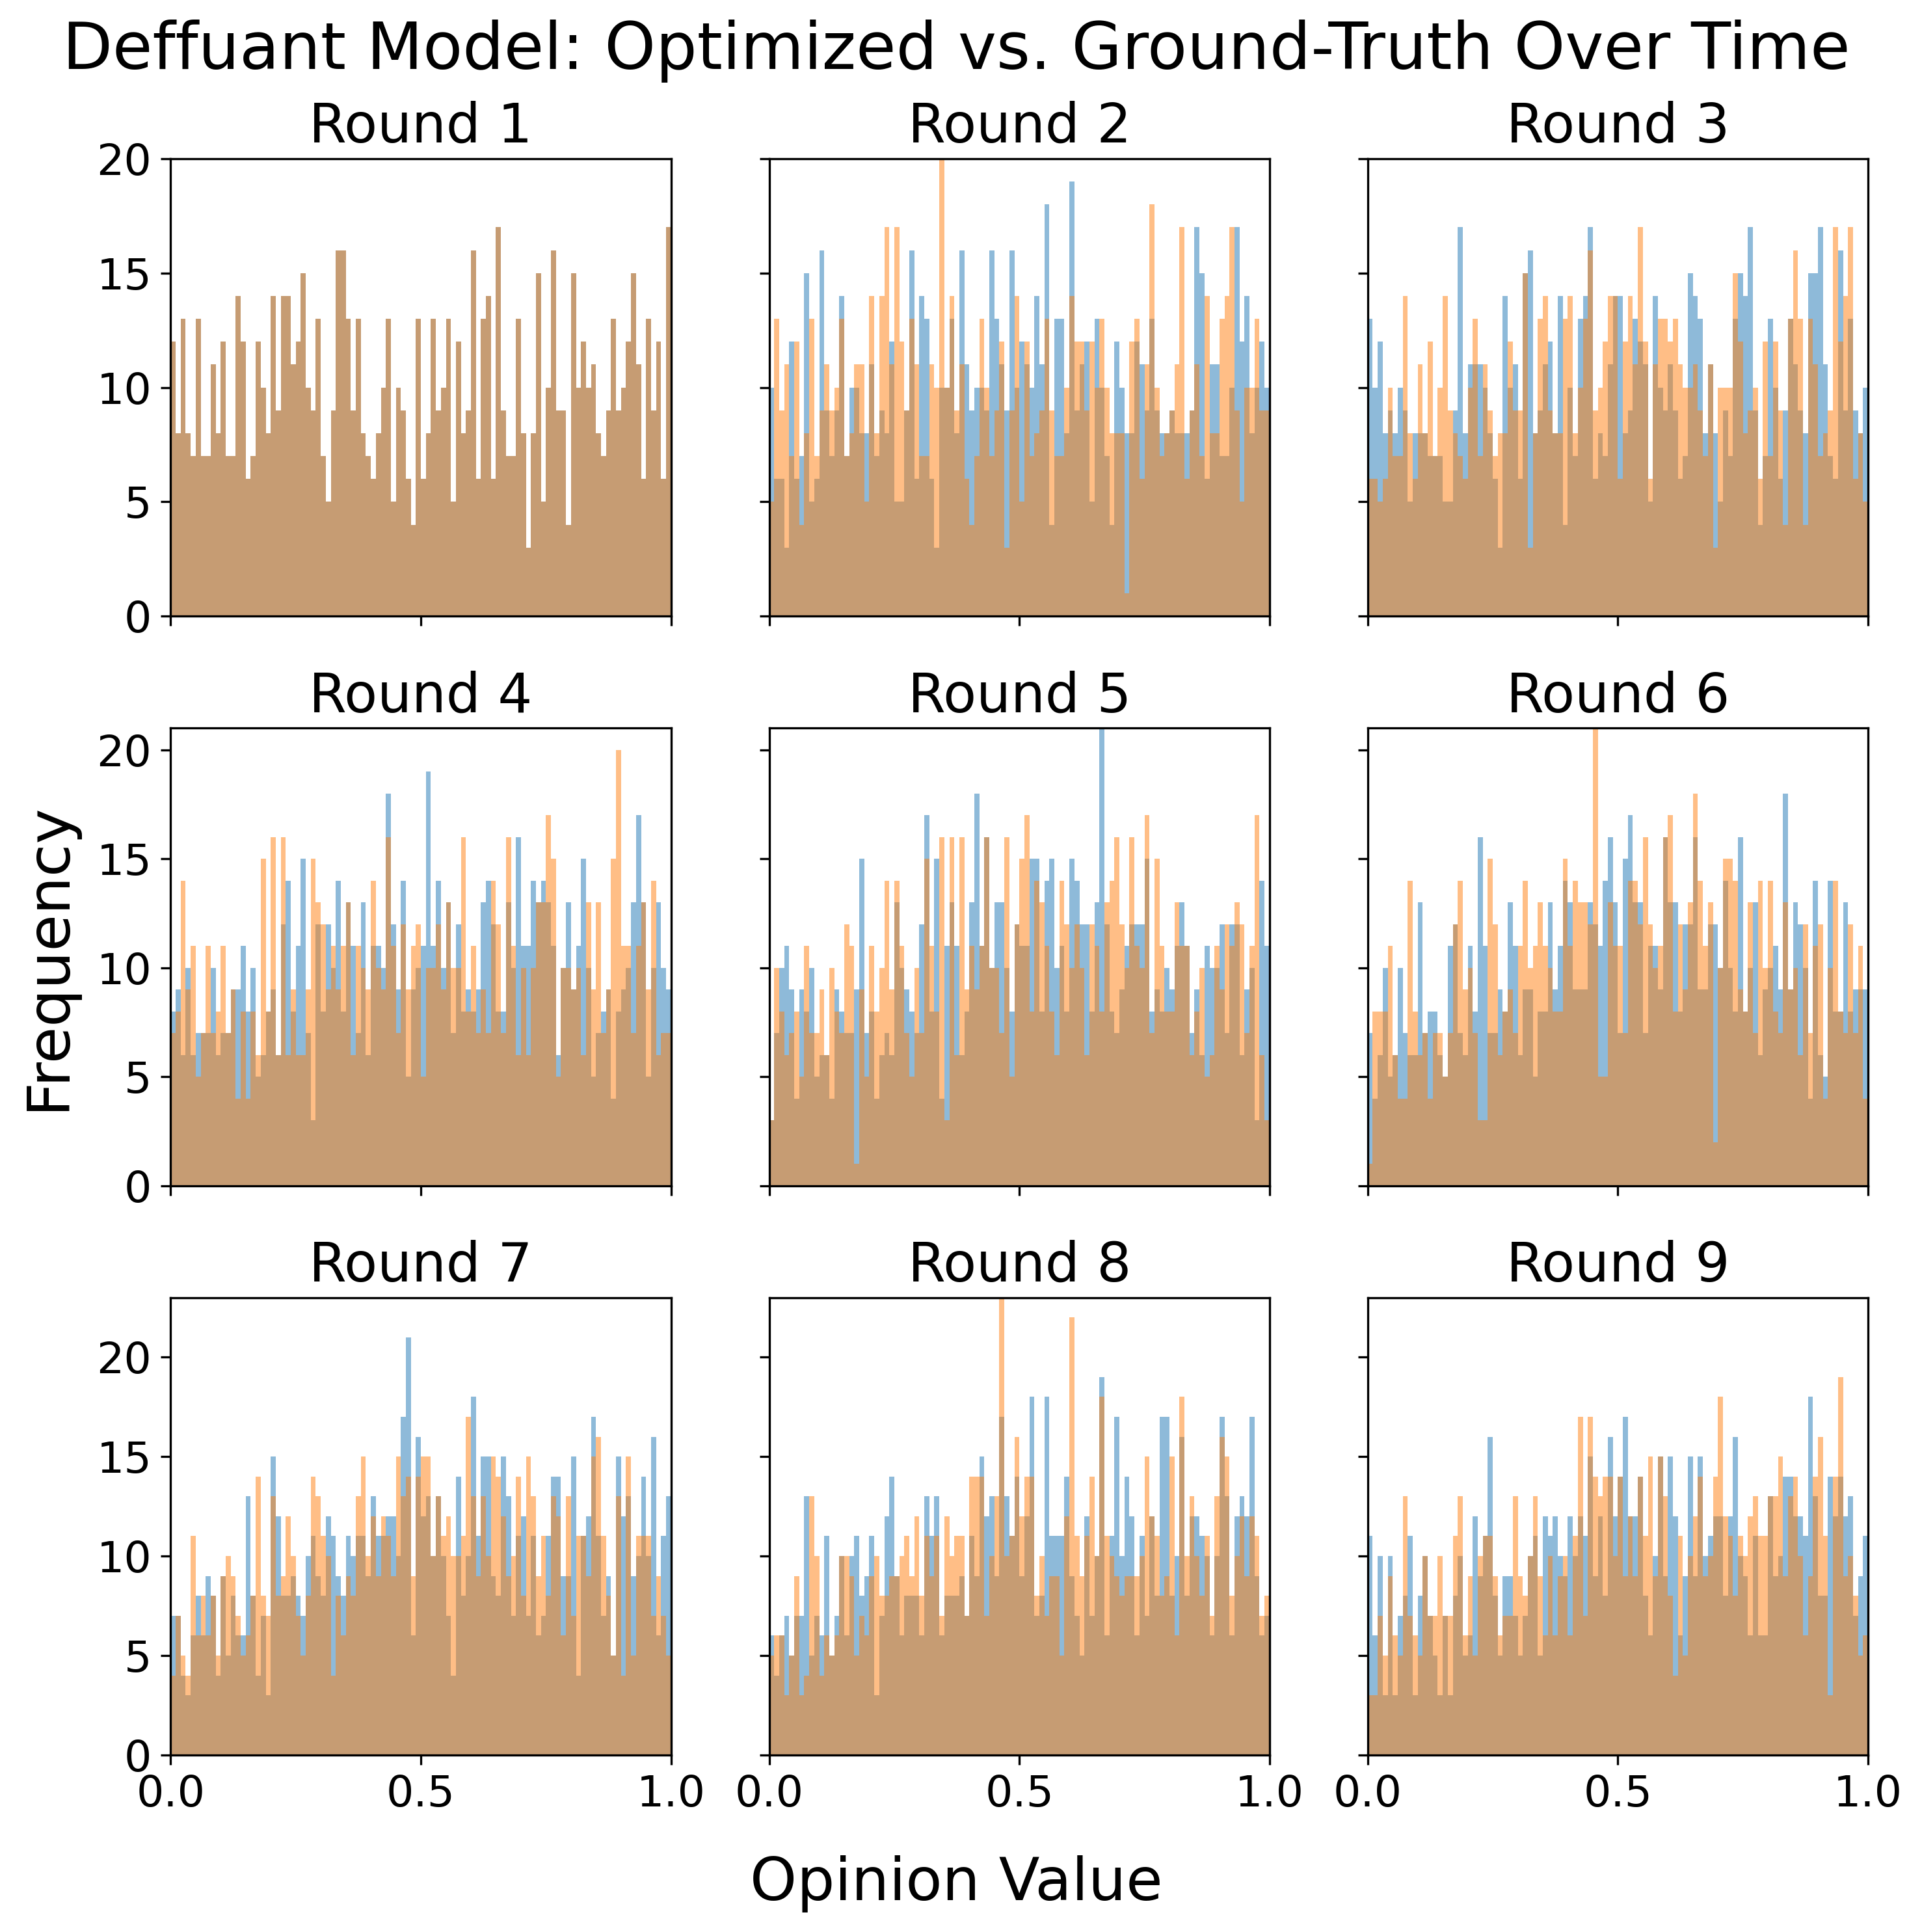 Deffuant Model: Optimized vs. Ground-Truth Over Time
Round 1
Round 2
Round 3
20
15
10
5
0
Round 4
Round 5
Round 6
20
15
10
5
0
Frequency
Round 7
Round 8
Round 9
20
15
10
5
0
0.0 0.5 1.0
0.0 0.5 1.0
0.0 0.5 1.0
Opinion Value